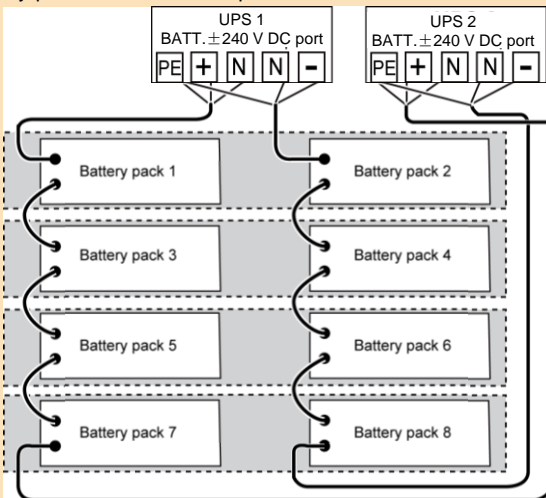 UPS 1
BATT.±240 V DC port
PE + N N -
UPS 2
BATT.±240 V DC port
PE + N N -
Battery pack 1
Battery pack 2
Battery pack 3
Battery pack 4
Battery pack 5
Battery pack 6
Battery pack 7
Battery pack 8